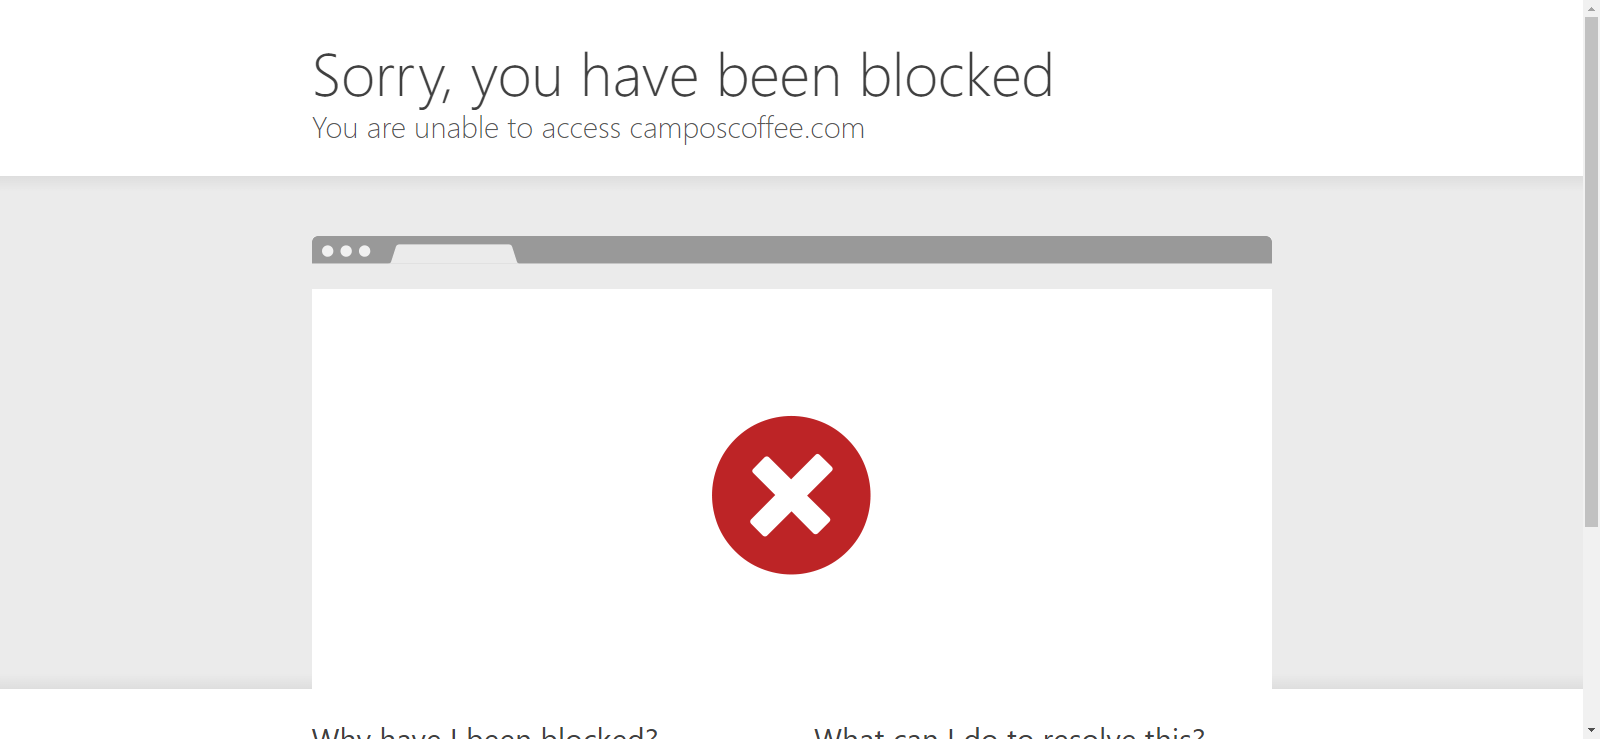 Sorry, you have been blocked
You are unable to access camposcoffee.com
Why have I been blocked?
What can I do to resolve this?